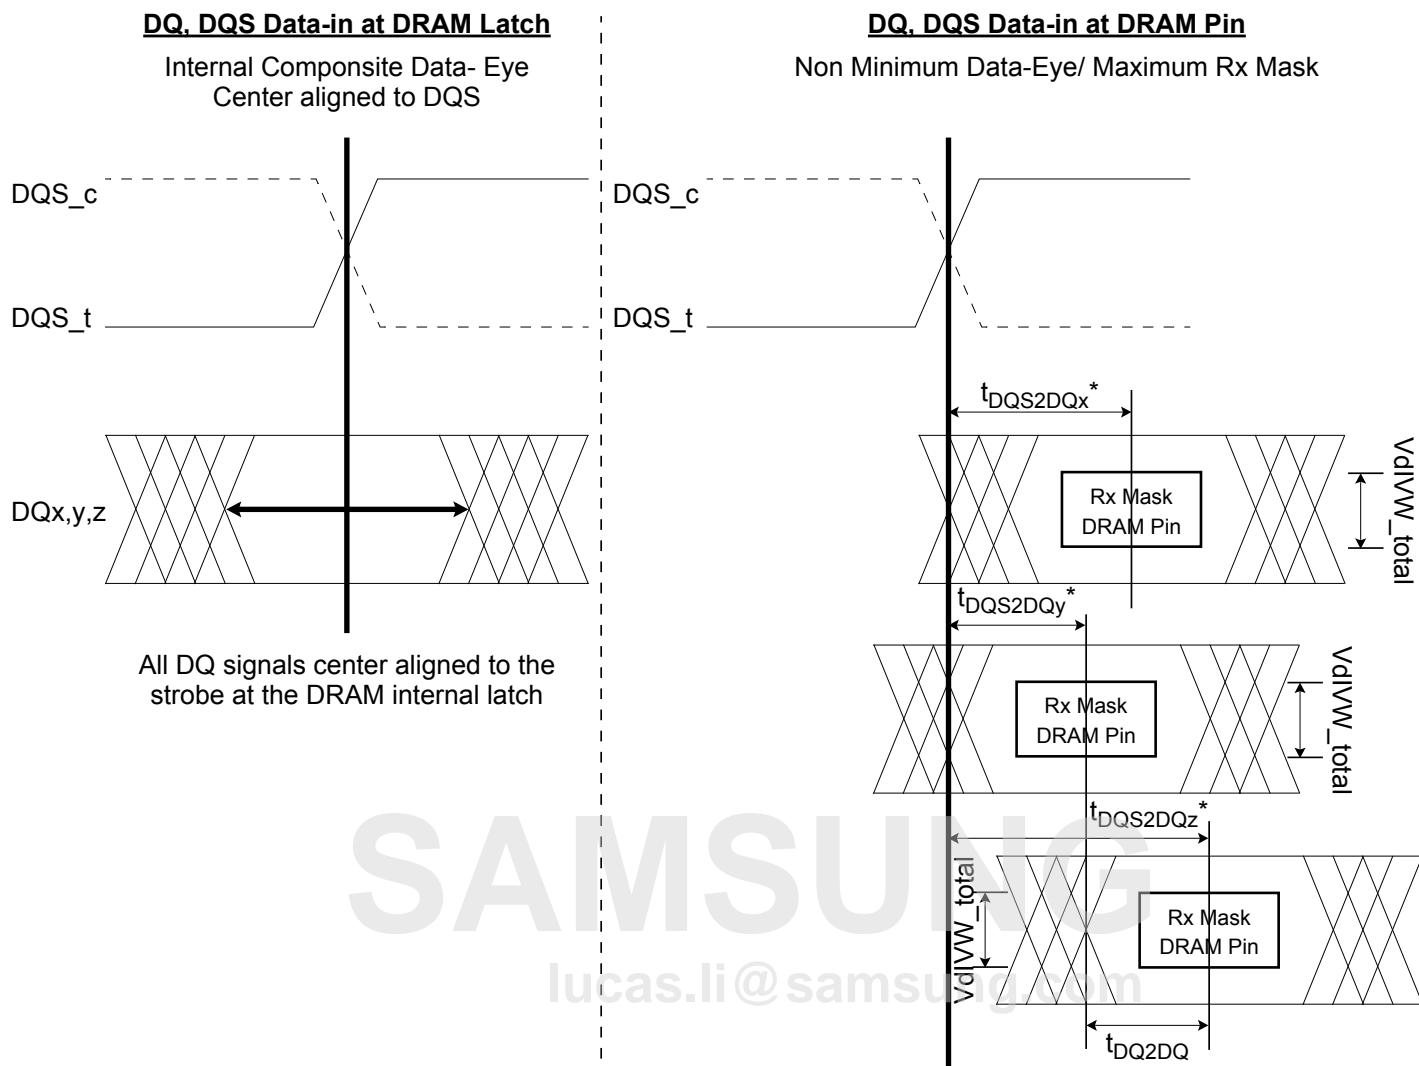 DQ, DQS Data-in at DRAM Latch
Internal Componsite Data- Eye
Center aligned to DQS
DQS_c
DQS_t
DQx,y,z
All DQ signals center aligned to the
strobe at the DRAM internal latch
DQ, DQS Data-in at DRAM Pin
Non Minimum Data-Eye/ Maximum Rx Mask
DQS_c
DQS_t
tDQS2DQx*
Rx Mask
DRAM Pin
VdIVW_total
tDQS2DQy*
Rx Mask
DRAM Pin
VdIVW_total
tDQS2DQz*
VdIVW_total
Rx Mask
DRAM Pin
tDQ2DQ
SAMSUNG
lucas.li@samsung.com